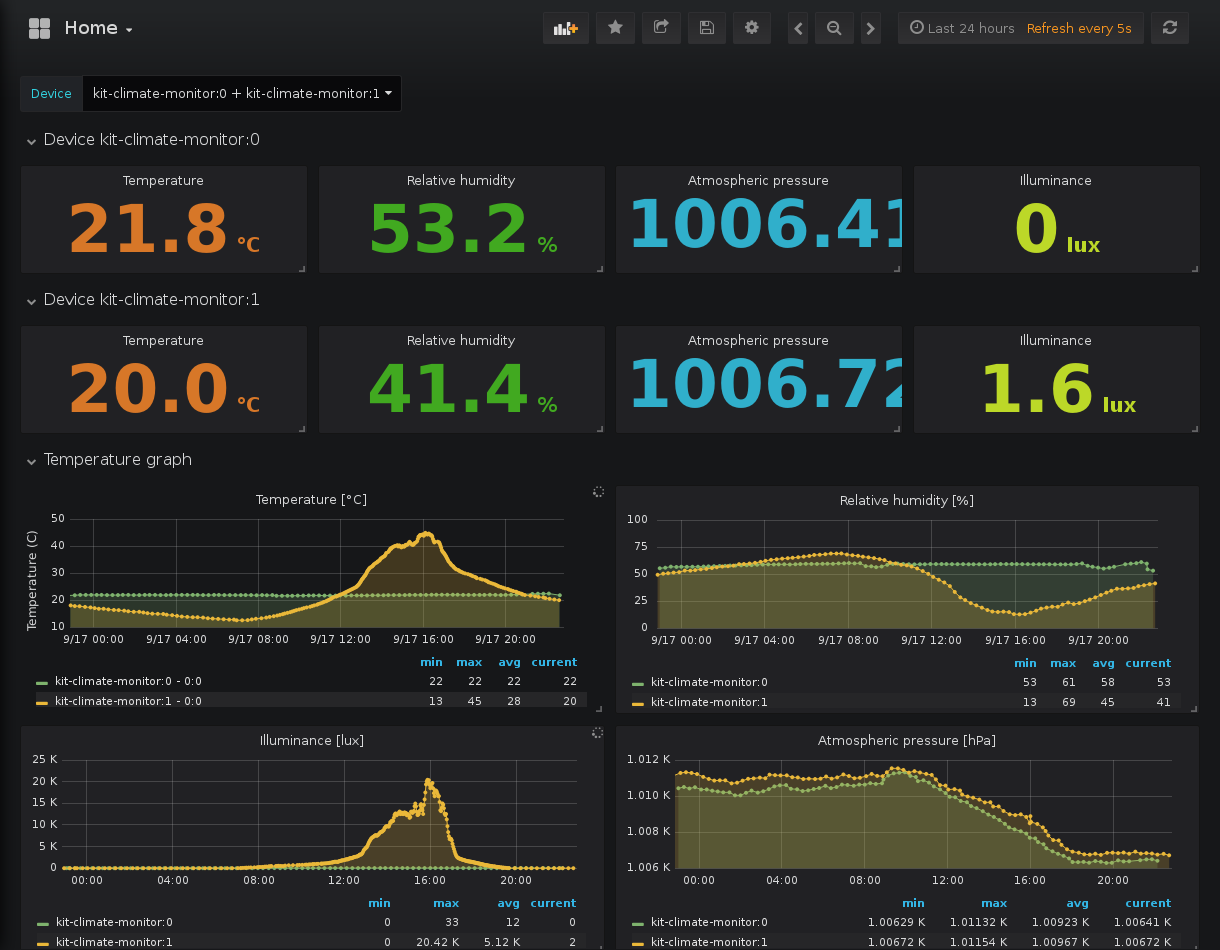 Home
Last 24 hours Refresh every 5s
Device kit-climate-monitor:0 + kit-climate-monitor:1
Device kit-climate-monitor:0
Temperature Relative humidity Atmospheric pressure Illuminance
21.8 °C 53.2 % 1006.41 0 lux
Device kit-climate-monitor:1
Temperature Relative humidity Atmospheric pressure Illuminance
20.0 °C 41.4 % 1006.72 1.6 lux
Temperature graph
Temperature [°C]
Temperature (C)
50
40
30
20
10
9/17 00:00 9/17 04:00 9/17 08:00 9/17 12:00 9/17 16:00 9/17 20:00
min max avg current
kit-climate-monitor:0 - 0:0 22 22 22 22
kit-climate-monitor:1 - 0:0 13 45 28 20
Relative humidity [%]
100
75
50
25
0
9/17 00:00 9/17 04:00 9/17 08:00 9/17 12:00 9/17 16:00 9/17 20:00
min max avg current
kit-climate-monitor:0 53 61 58 53
kit-climate-monitor:1 13 69 45 41
Illuminance [lux]
25 K
20 K
15 K
10 K
5 K
0
00:00 04:00 08:00 12:00 16:00 20:00
min max avg current
kit-climate-monitor:0 0 33 12 0
kit-climate-monitor:1 0 20.42 K 5.12 K 2
Atmospheric pressure [hPa]
1.012 K
1.010 K
1.008 K
1.006 K
00:00 04:00 08:00 12:00 16:00 20:00
min max avg current
kit-climate-monitor:0 1.00629 K 1.01132 K 1.00923 K 1.00641 K
kit-climate-monitor:1 1.00672 K 1.01154 K 1.00967 K 1.00672 K